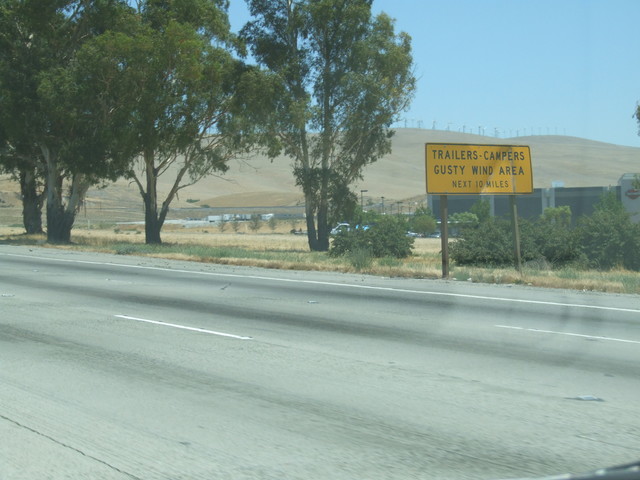 TRAILERS-CAMPERS
GUSTY WIND AREA
NEXT 10 MILES